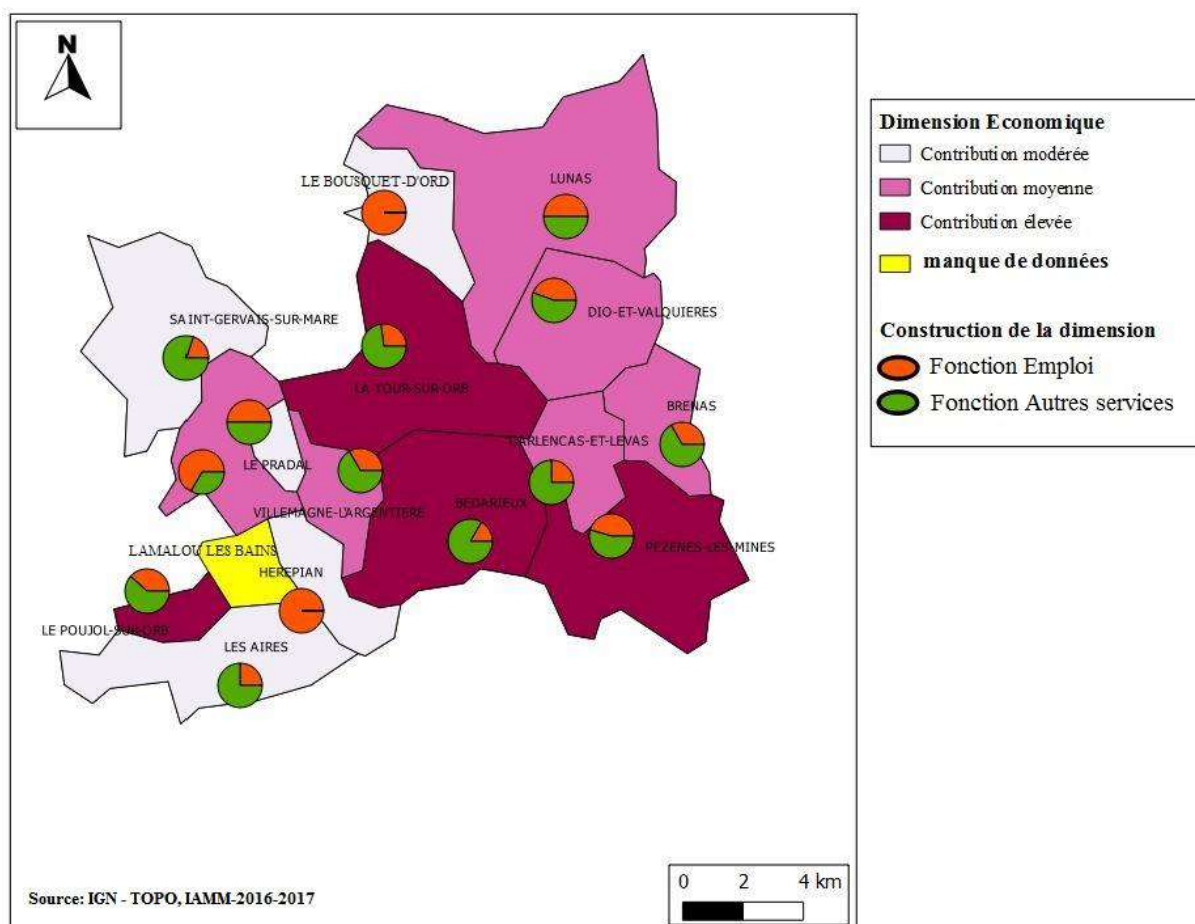 N
LE BOUSQUET-D'ORD
LUNAS
DIO-ET-VALQUIERES
SAINT-GERVAIS-SUR-MARE
LA-TOUR-SUR-ORB
BRENAS
CARLENCAS-ET-LEVAS
LE PRADAL
VILLEMAGNE-L'ARGENTIERE
BEDARIEUX
PEZENES-LES-MINES
LAMALOU LES BAINS
HEREPIAN
LE POUJOL-SUR-ORB
LES AIRES
Source: IGN - TOPO, IAMM-2016-2017
0 2 4 km
Dimension Economique
Contribution modérée
Contribution moyenne
Contribution élevée
manque de données
Construction de la dimension
Fonction Emploi
Fonction Autres services